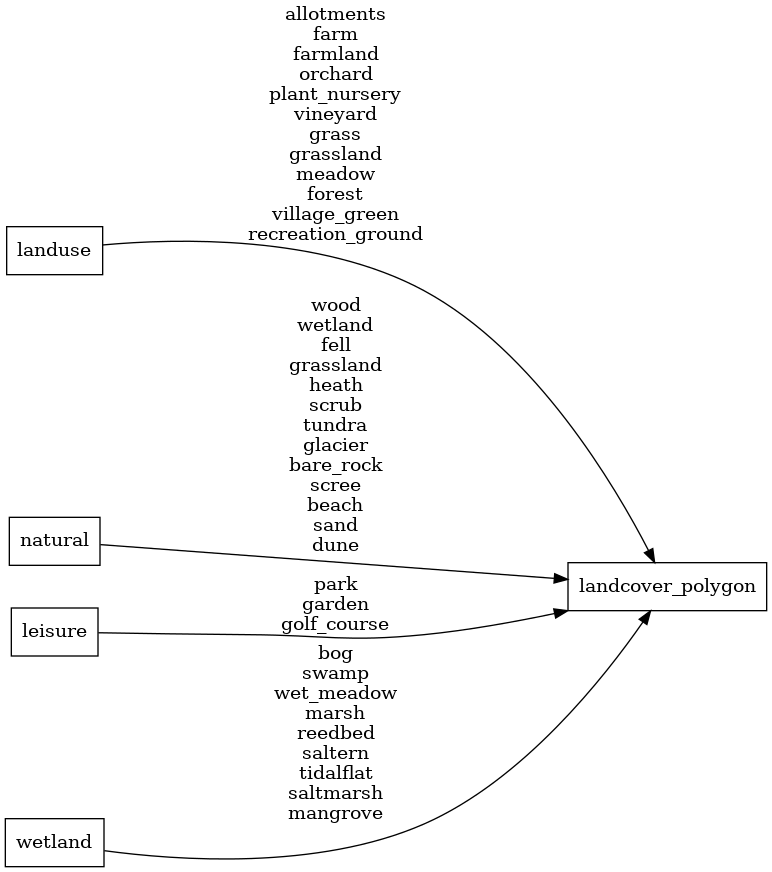 allotments
farm
farmland
orchard
plant_nursery
vineyard
grass
grassland
meadow
forest
village_green
recreation_ground
landuse
wood
wetland
fell
grassland
heath
scrub
tundra
glacier
bare_rock
scree
beach
sand
dune
natural
landcover_polygon
park
garden
golf_course
leisure
bog
swamp
wet_meadow
marsh
reedbed
saltern
tidalflat
saltmarsh
mangrove
wetland